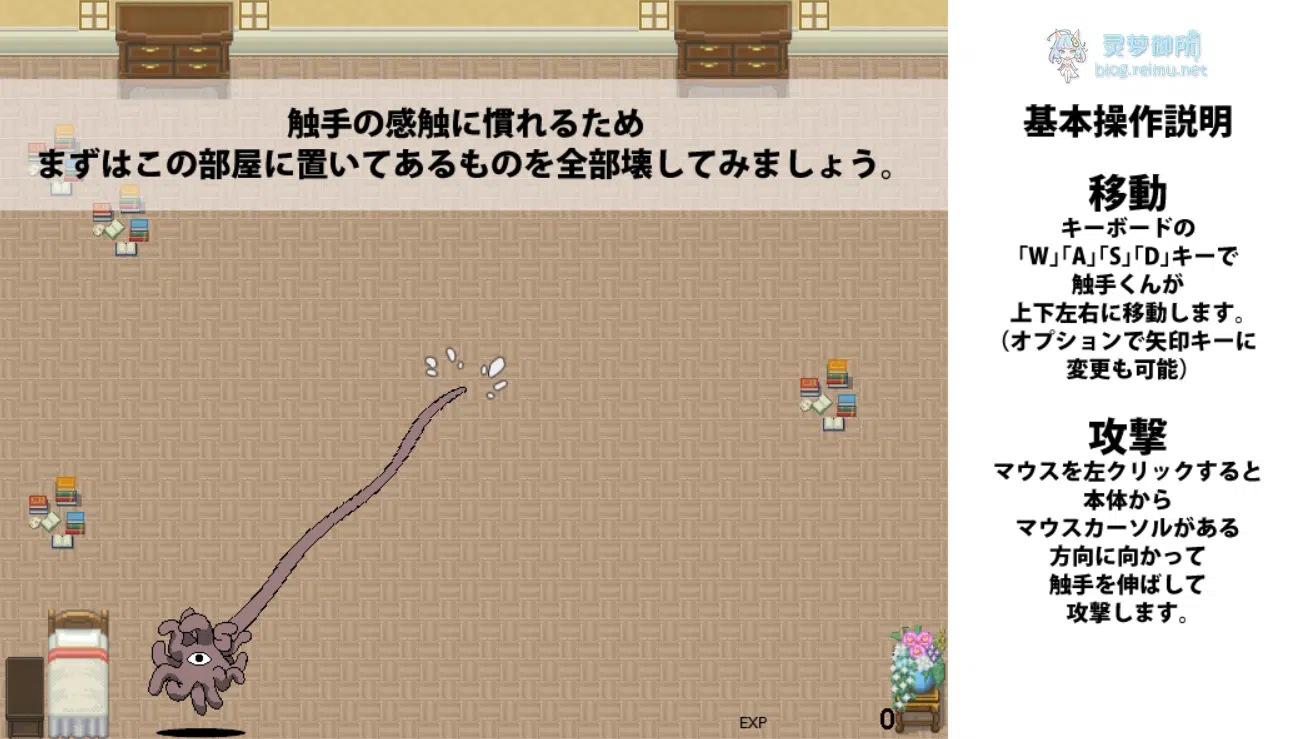 触手の感触に慣れるため
まずはこの部屋に置いてあるものを全部壊してみましょう。
EXP
0
灵梦御所
blog.reimu.net
基本操作説明
移動
キーボードの
「W」「A」「S」「D」キーで
触手くんが
上下左右に移動します。
（オプションで矢印キーに
変更も可能）
攻撃
マウスを左クリックすると
本体から
マウスカーソルがある
方向に向かって
触手を伸ばして
攻撃します。